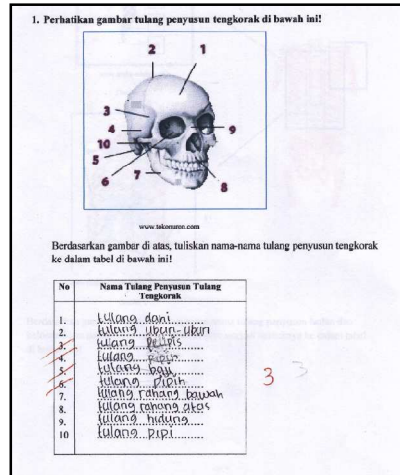 1. Perhatikan gambar tulang penyusun tengkorak di bawah ini!
2 1
3
4 9
10
5
6 7 8
www.tekonuron.com
Berdasarkan gambar di atas, tuliskan nama-nama tulang penyusun tengkorak
ke dalam tabel di bawah ini!
No Nama Tulang Penyusun Tulang
Tengkorak
1. tulang dahi
2. tulang ubun-ubun
3. tulang pelipis
4. tulang pipih
5. tulang baji
6. tulang pipih
7. tulang rahang bawah
8. tulang rahang atas
9. tulang hidung
10 tulang pipi
3